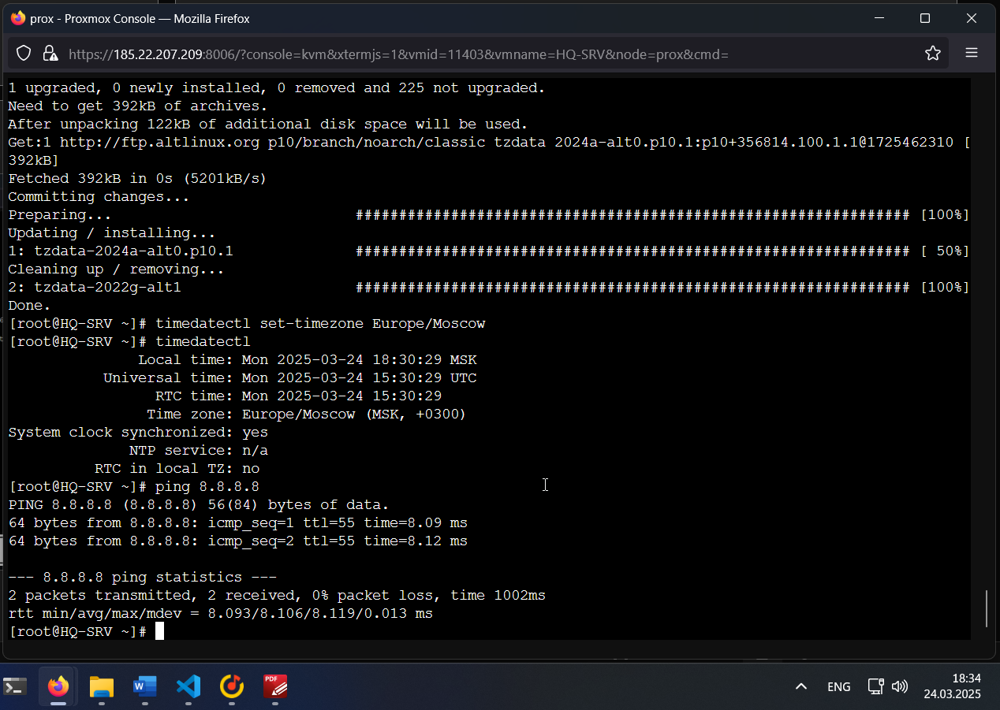 prox - Proxmox Console — Mozilla Firefox
https://185.22.207.209:8006/?console=kvm&xtermjs=1&vmid=11403&vmname=HQ-SRV&node=prox&cmd=
1 upgraded, 0 newly installed, 0 removed and 225 not upgraded.
Need to get 392kB of archives.
After unpacking 122kB of additional disk space will be used.
Get:1 http://ftp.altlinux.org p10/branch/noarch/classic tzdata 2024a-alt0.p10.1:p10+356814.100.1.1@1725462310 [
392kB]
Fetched 392kB in 0s (5201kB/s)
Committing changes...
Preparing... ################################################################ [100%]
Updating / installing...
1: tzdata-2024a-alt0.p10.1 ################################################################ [ 50%]
Cleaning up / removing...
2: tzdata-2022g-alt1 ################################################################ [100%]
Done.
[root@HQ-SRV ~]# timedatectl set-timezone Europe/Moscow
[root@HQ-SRV ~]# timedatectl
Local time: Mon 2025-03-24 18:30:29 MSK
Universal time: Mon 2025-03-24 15:30:29 UTC
RTC time: Mon 2025-03-24 15:30:29
Time zone: Europe/Moscow (MSK, +0300)
System clock synchronized: yes
NTP service: n/a
RTC in local TZ: no
[root@HQ-SRV ~]# ping 8.8.8.8
PING 8.8.8.8 (8.8.8.8) 56(84) bytes of data.
64 bytes from 8.8.8.8: icmp_seq=1 ttl=55 time=8.09 ms
64 bytes from 8.8.8.8: icmp_seq=2 ttl=55 time=8.12 ms
--- 8.8.8.8 ping statistics ---
2 packets transmitted, 2 received, 0% packet loss, time 1002ms
rtt min/avg/max/mdev = 8.093/8.106/8.119/0.013 ms
[root@HQ-SRV ~]#
W
PDF
ENG
18:34
24.03.2025